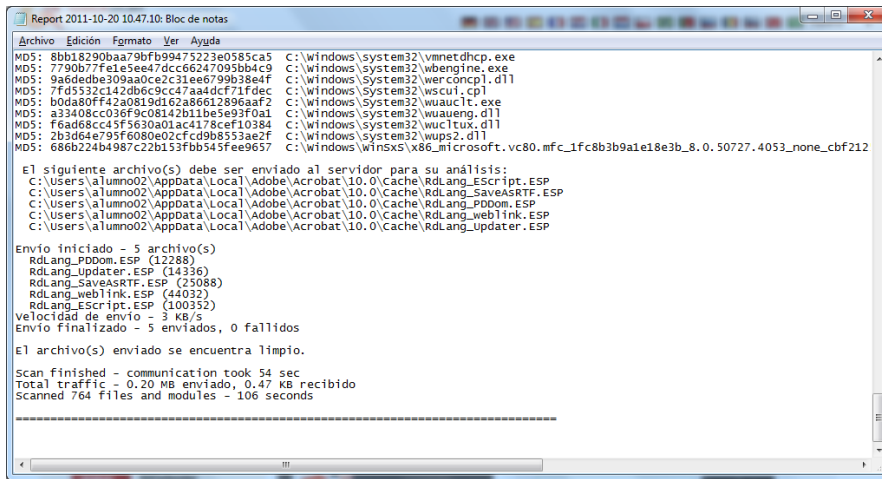 Report 2011-10-20 10.47.10: Bloc de notas
Archivo Edición Formato Ver Ayuda
MD5: 8bb18290baa79bfb99475223e0585ca5 C:\Windows\system32\vmnetdhcp.exe
MD5: 7790b77fe1e5ee47dcc66247095bb4c9 C:\Windows\system32\wbengine.exe
MD5: 9a6dedbe309aa0ce2c31ee6799b38e4f C:\Windows\system32\werconcpl.dll
MD5: 7fd5532c142db6c9cc47aa4dcf71fdec C:\Windows\system32\wscui.cpl
MD5: b0da80ff42a0819d162a86612896aaf2 C:\Windows\system32\wuauclt.exe
MD5: a33408cc036f9c08142b11be5e93f0a1 C:\Windows\system32\wuaueng.dll
MD5: f6ad68cc45f5630a01ac4178cef10384 C:\Windows\system32\wucltux.dll
MD5: 2b3d64e795f6080e02cfcd9b8553ae2f C:\Windows\system32\wups2.dll
MD5: 686b224b4987c22b153fbb545fee9657 C:\Windows\WinSxS\x86_microsoft.vc80.mfc_1fc8b3b9a1e18e3b_8.0.50727.4053_none_cbf212
El siguiente archivo(s) debe ser enviado al servidor para su análisis:
C:\Users\alumno02\AppData\Local\Adobe\Acrobat\10.0\Cache\RdLang_EScript.ESP
C:\Users\alumno02\AppData\Local\Adobe\Acrobat\10.0\Cache\RdLang_SaveAsRTF.ESP
C:\Users\alumno02\AppData\Local\Adobe\Acrobat\10.0\Cache\RdLang_PDDom.ESP
C:\Users\alumno02\AppData\Local\Adobe\Acrobat\10.0\Cache\RdLang_weblink.ESP
C:\Users\alumno02\AppData\Local\Adobe\Acrobat\10.0\Cache\RdLang_Updater.ESP
Envío iniciado - 5 archivo(s)
RdLang_PDDom.ESP (12288)
RdLang_Updater.ESP (14336)
RdLang_SaveAsRTF.ESP (25088)
RdLang_weblink.ESP (44032)
RdLang_EScript.ESP (100352)
Velocidad de envío - 3 KB/s
Envío finalizado - 5 enviados, 0 fallidos
El archivo(s) enviado se encuentra limpio.
Scan finished - communication took 54 sec
Total traffic - 0.20 MB enviado, 0.47 KB recibido
Scanned 764 files and modules - 106 seconds
==============================================================================